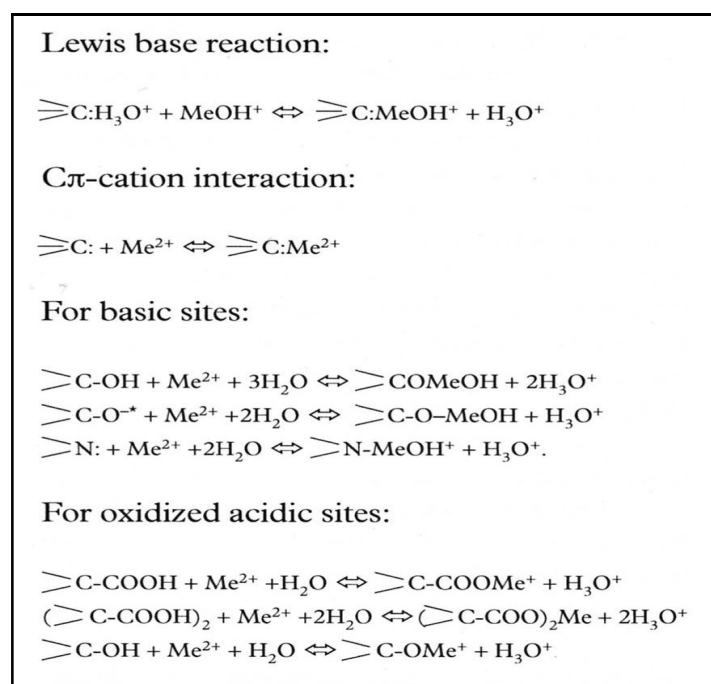 Lewis base reaction:
C:H₃O⁺ + MeOH⁺ ⇔ C:MeOH⁺ + H₃O⁺
Cπ-cation interaction:
C: + Me²⁺ ⇔ C:Me²⁺
For basic sites:
C-OH + Me²⁺ + 3H₂O ⇔ COMeOH + 2H₃O⁺
C-O⁻* + Me²⁺ +2H₂O ⇔ C-O–MeOH + H₃O⁺
N: + Me²⁺ +2H₂O ⇔ N-MeOH⁺ + H₃O⁺.
For oxidized acidic sites:
C-COOH + Me²⁺ +H₂O ⇔ C-COOMe⁺ + H₃O⁺
( C-COOH)₂ + Me²⁺ +2H₂O ⇔ ( C-COO)₂Me + 2H₃O⁺
C-OH + Me²⁺ + H₂O ⇔ C-OMe⁺ + H₃O⁺.